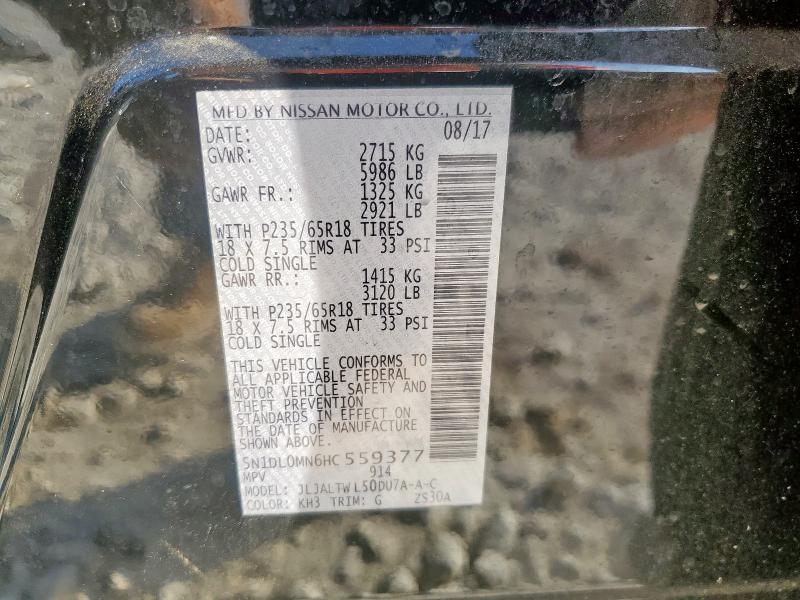 MFD BY NISSAN MOTOR CO., LTD.
DATE: 08/17
GVWR: 2715 KG
5986 LB
GAWR FR.: 1325 KG
2921 LB
WITH P235/65R18 TIRES
18 X 7.5 RIMS AT 33 PSI
COLD SINGLE
GAWR RR.: 1415 KG
3120 LB
WITH P235/65R18 TIRES
18 X 7.5 RIMS AT 33 PSI
COLD SINGLE
THIS VEHICLE CONFORMS TO
ALL APPLICABLE FEDERAL
MOTOR VEHICLE SAFETY AND
THEFT PREVENTION
STANDARDS IN EFFECT ON
THE DATE OF MANUFACTURE
SHOWN ABOVE.
5N1DL0MN6HC559377
MPV 914
MODEL: JLJALTWL50DU7A-A-C
COLOR: KH3 TRIM: G ZS30A